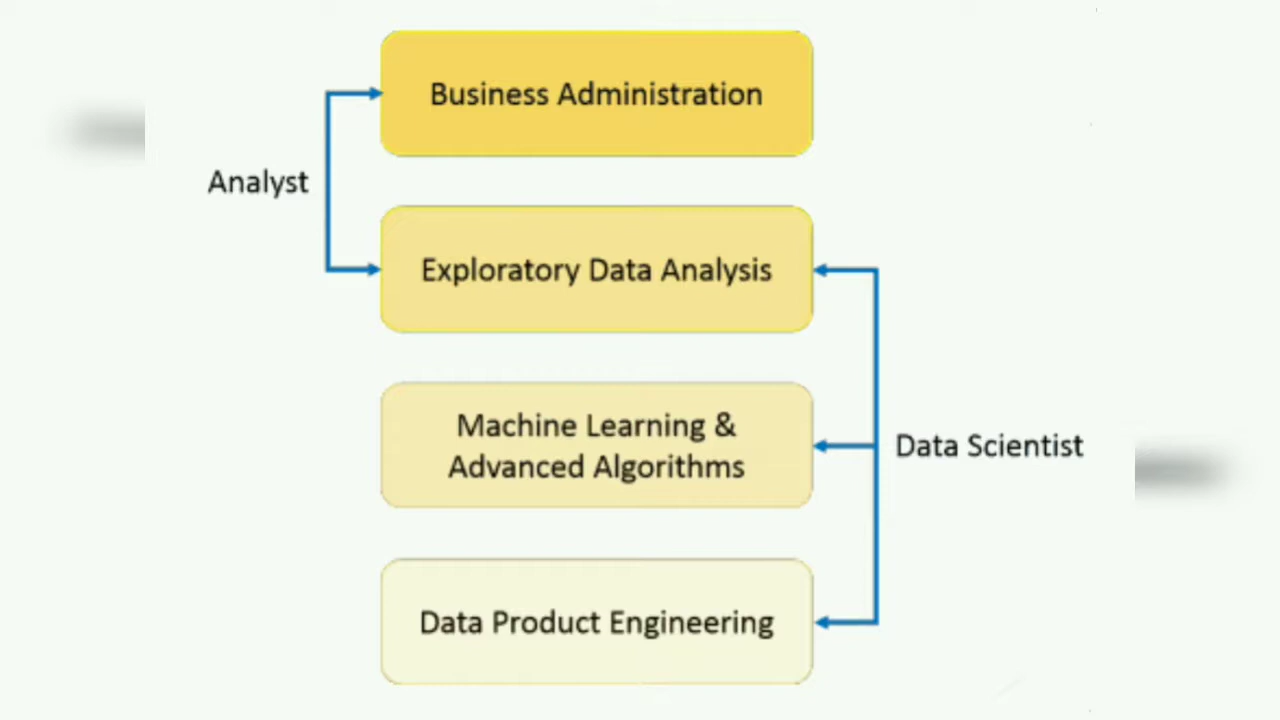 Business Administration
Analyst
Exploratory Data Analysis
Machine Learning &
Advanced Algorithms
Data Scientist
Data Product Engineering